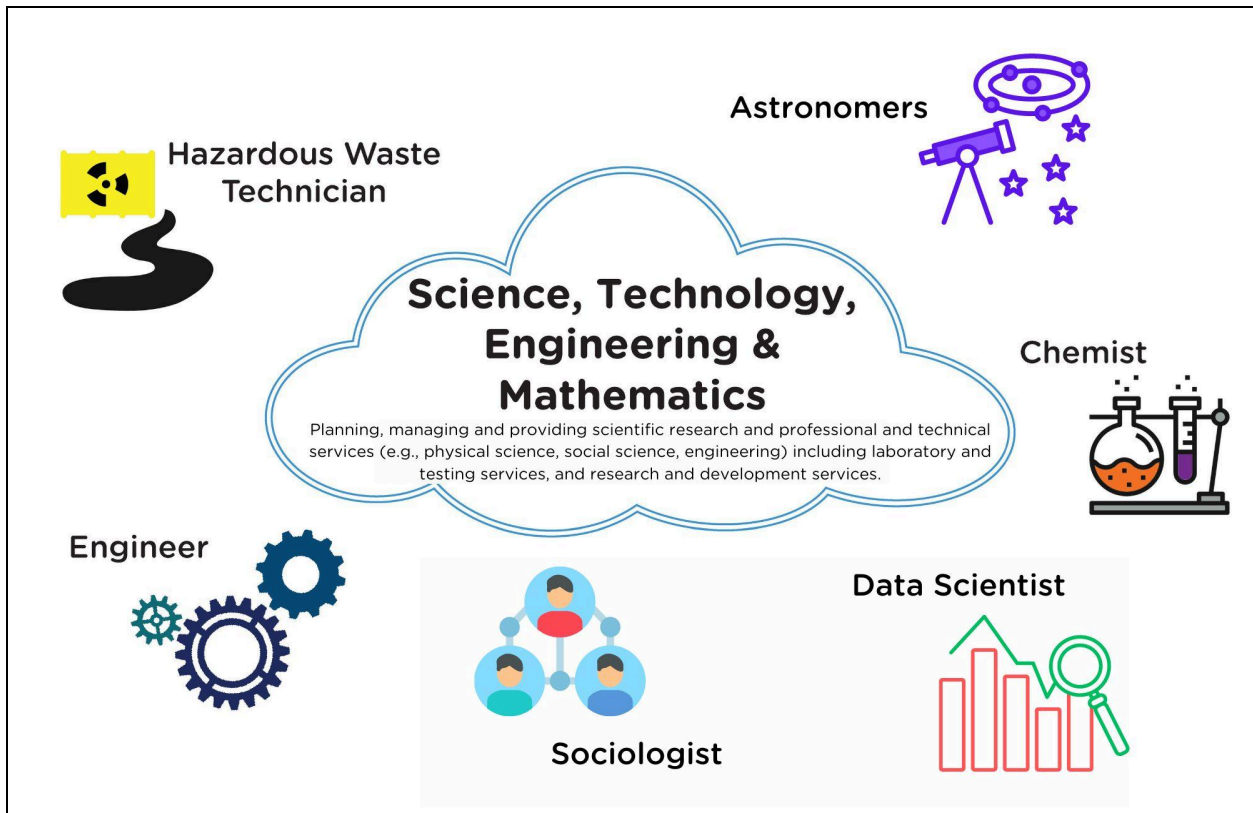 Astronomers
Hazardous Waste
Technician
Science, Technology,
Engineering &
Mathematics
Planning, managing and providing scientific research and professional and technical
services (e.g., physical science, social science, engineering) including laboratory and
testing services, and research and development services.
Chemist
Engineer
Data Scientist
Sociologist